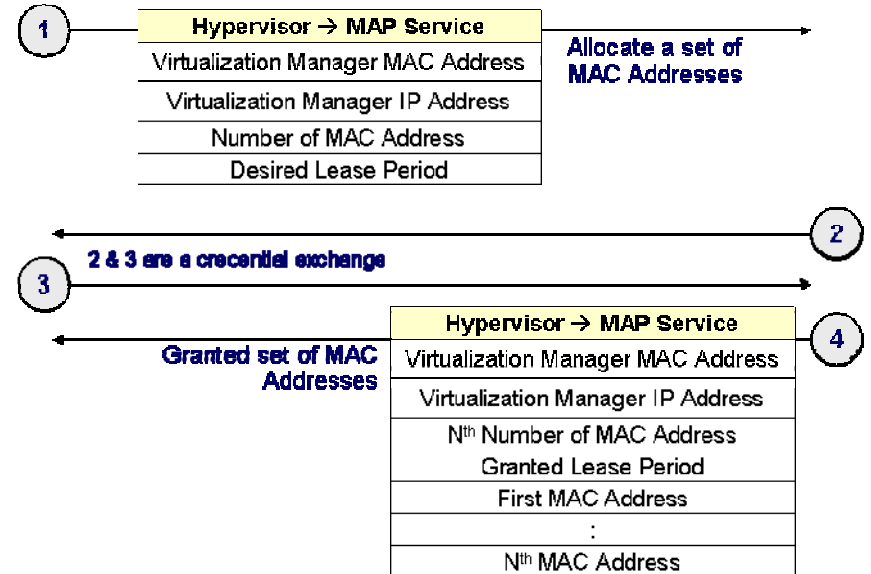 1
Hypervisor → MAP Service
Virtualization Manager MAC Address
Virtualization Manager IP Address
Number of MAC Address
Desired Lease Period
Allocate a set of
MAC Addresses
2
2 & 3 are a crecential exchange
3
Hypervisor → MAP Service
4
Granted set of MAC
Addresses
Virtualization Manager MAC Address
Virtualization Manager IP Address
Nth Number of MAC Address
Granted Lease Period
First MAC Address
:
Nth MAC Address